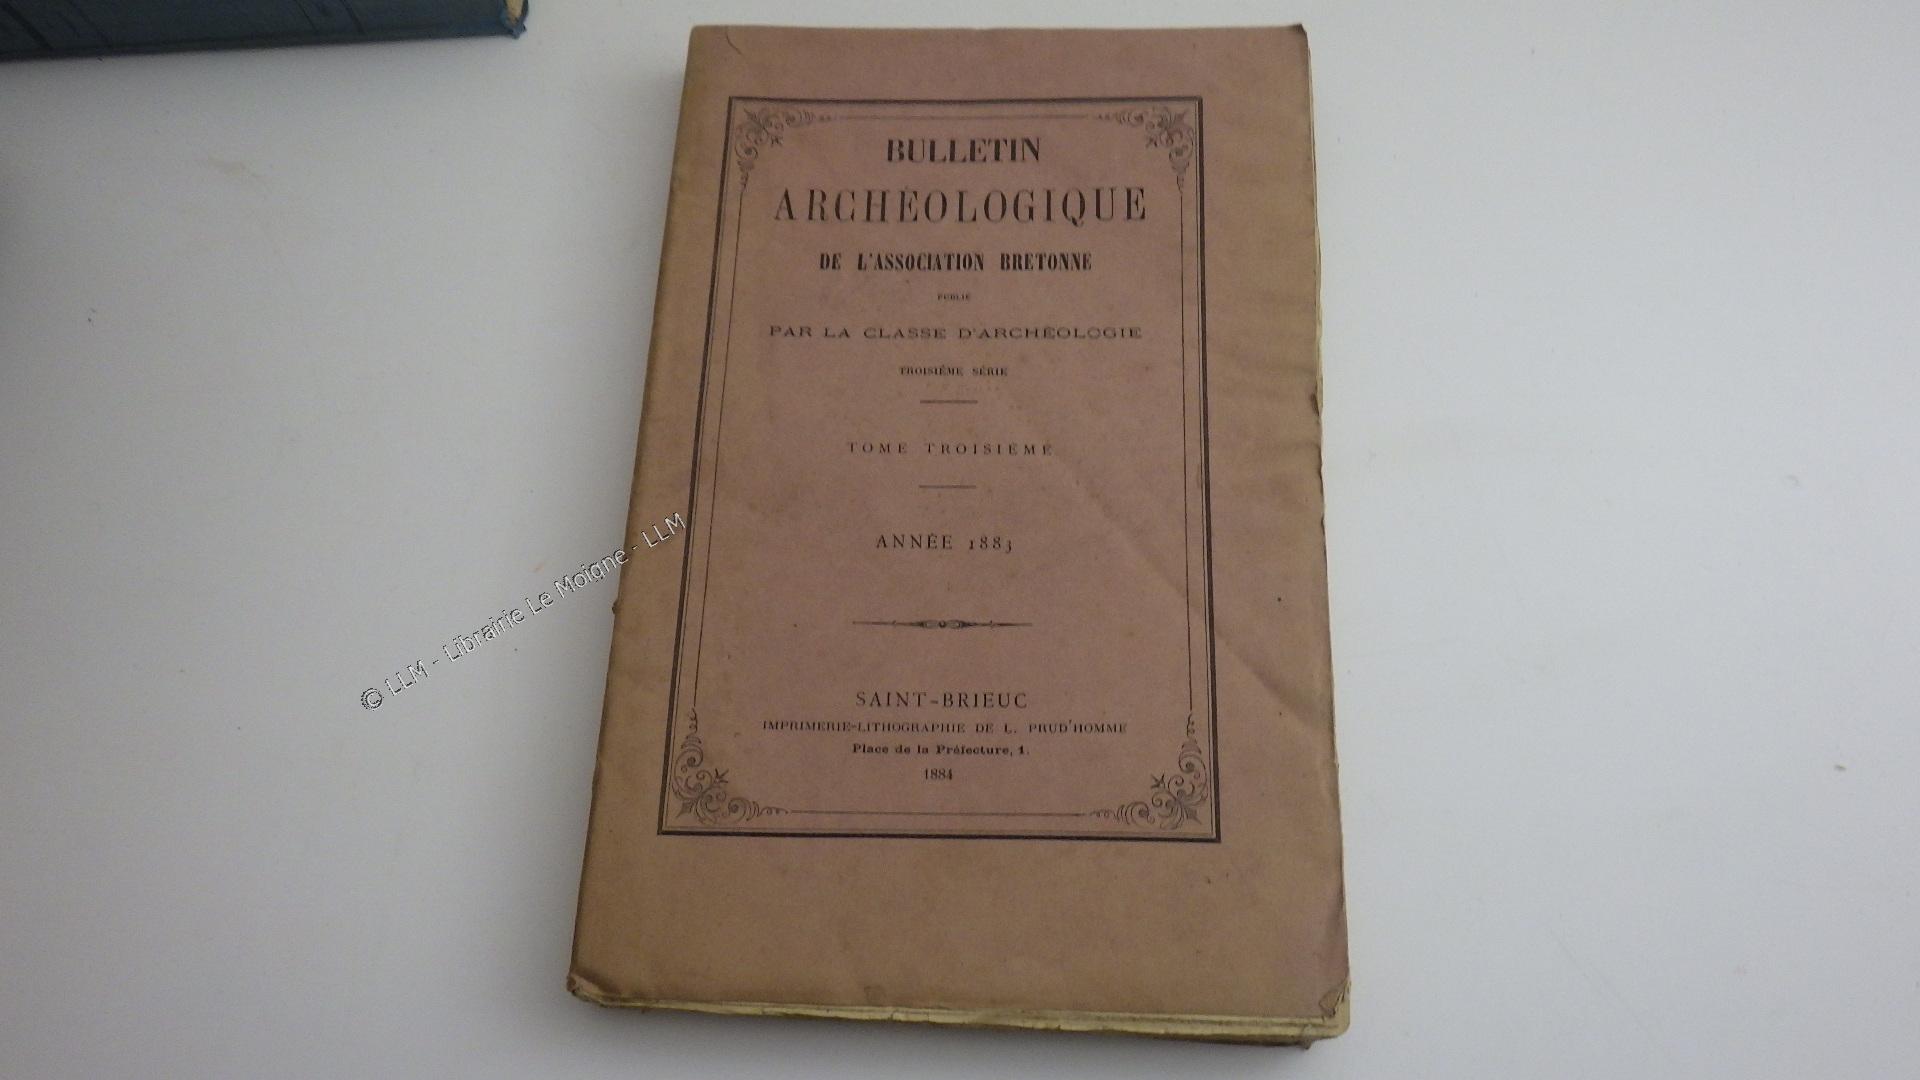 BULLETIN
ARCHÉOLOGIQUE
DE L'ASSOCIATION BRETONNE
PUBLIÉ
PAR LA CLASSE D'ARCHÉOLOGIE
TROISIÈME SÉRIE
TOME TROISIÈME
ANNÉE 1883
SAINT-BRIEUC
IMPRIMERIE-LITHOGRAPHIE DE L. PRUD'HOMME
Place de la Préfecture, 1.
1884
© LLM - Librairie Le Moigne - LLM